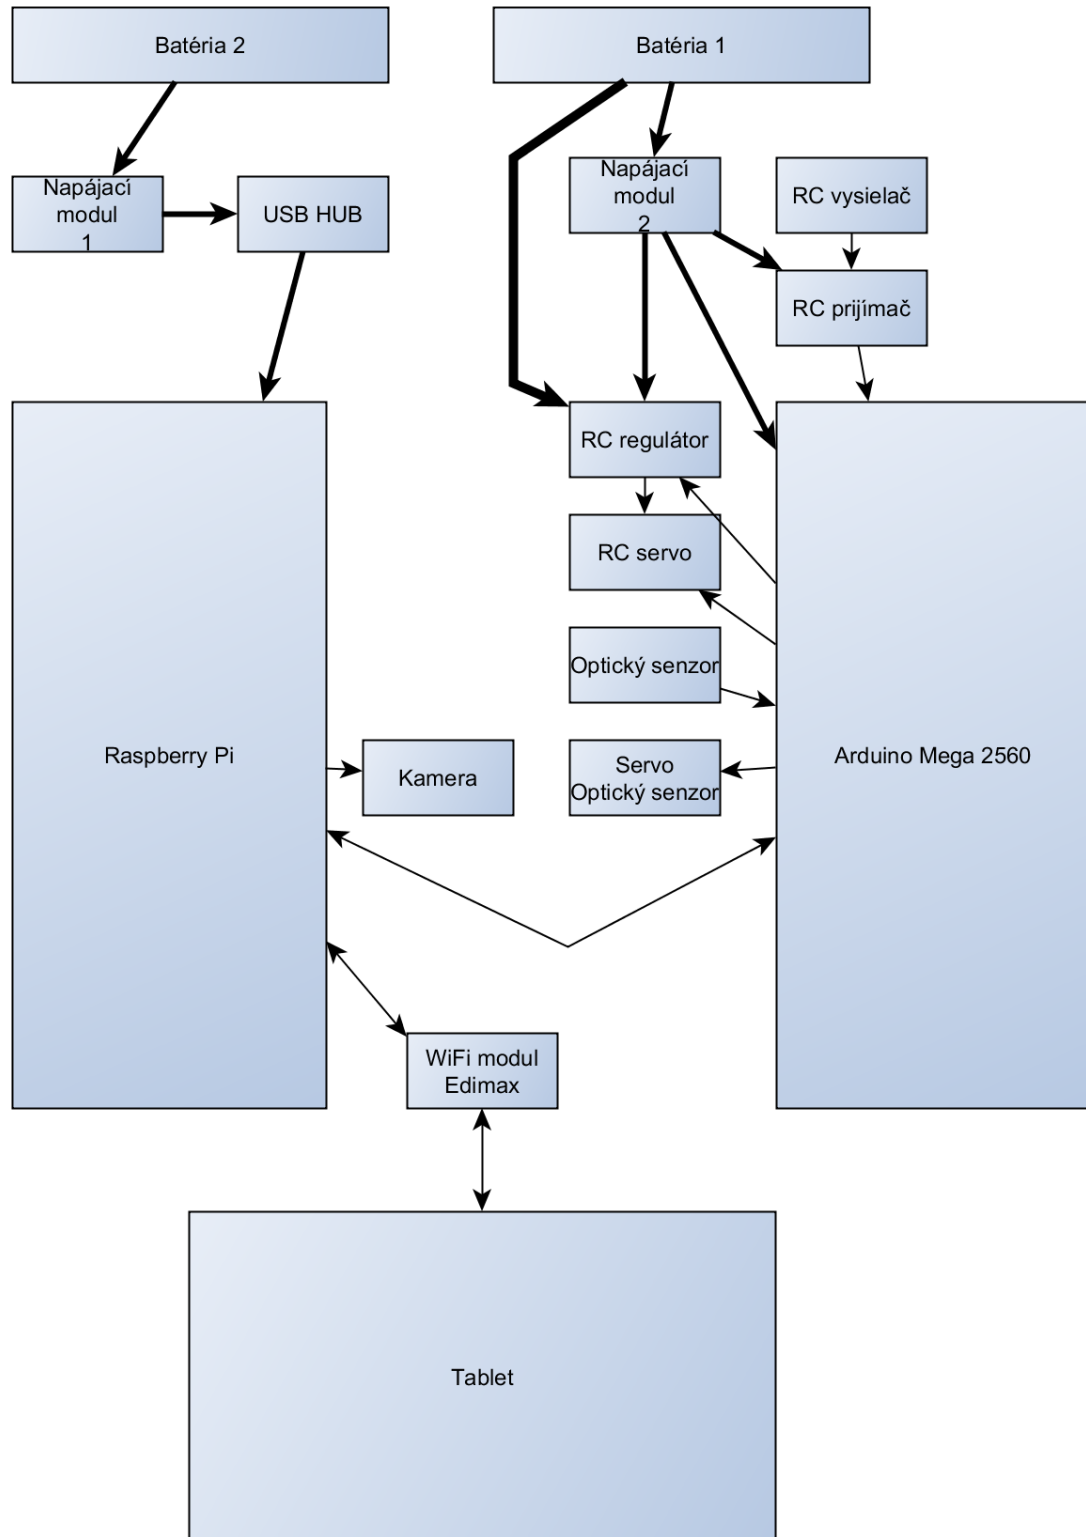 Batéria 2
Batéria 1
Napájací
modul
1
USB HUB
Napájací
modul
2
RC vysielač
RC prijímač
RC regulátor
RC servo
Optický senzor
Servo
Optický senzor
Raspberry Pi
Kamera
Arduino Mega 2560
WiFi modul
Edimax
Tablet